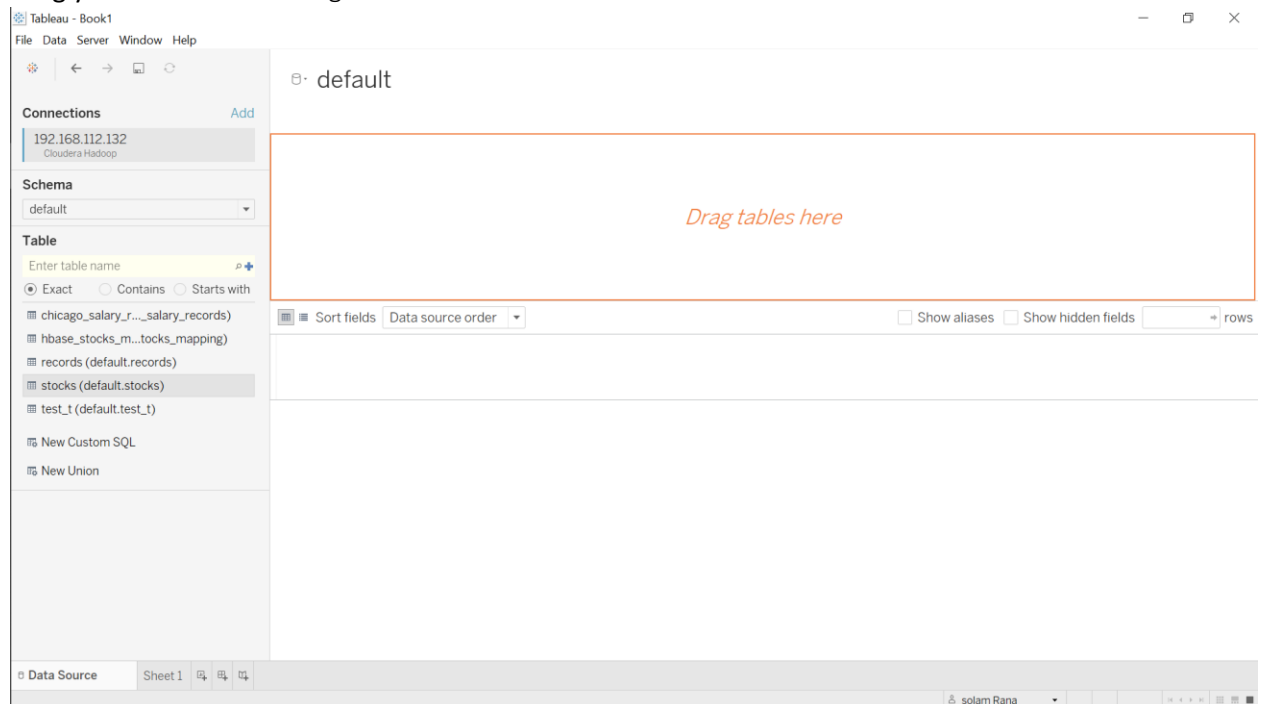 Tableau - Book1
File Data Server Window Help
default
Connections Add
192.168.112.132
Cloudera Hadoop
Schema
default
Table
Enter table name
Exact Contains Starts with
chicago_salary_r..._salary_records)
hbase_stocks_m...tocks_mapping)
records (default.records)
stocks (default.stocks)
test_t (default.test_t)
New Custom SQL
New Union
Drag tables here
Sort fields Data source order Show aliases Show hidden fields rows
Data Source Sheet 1
solam Rana